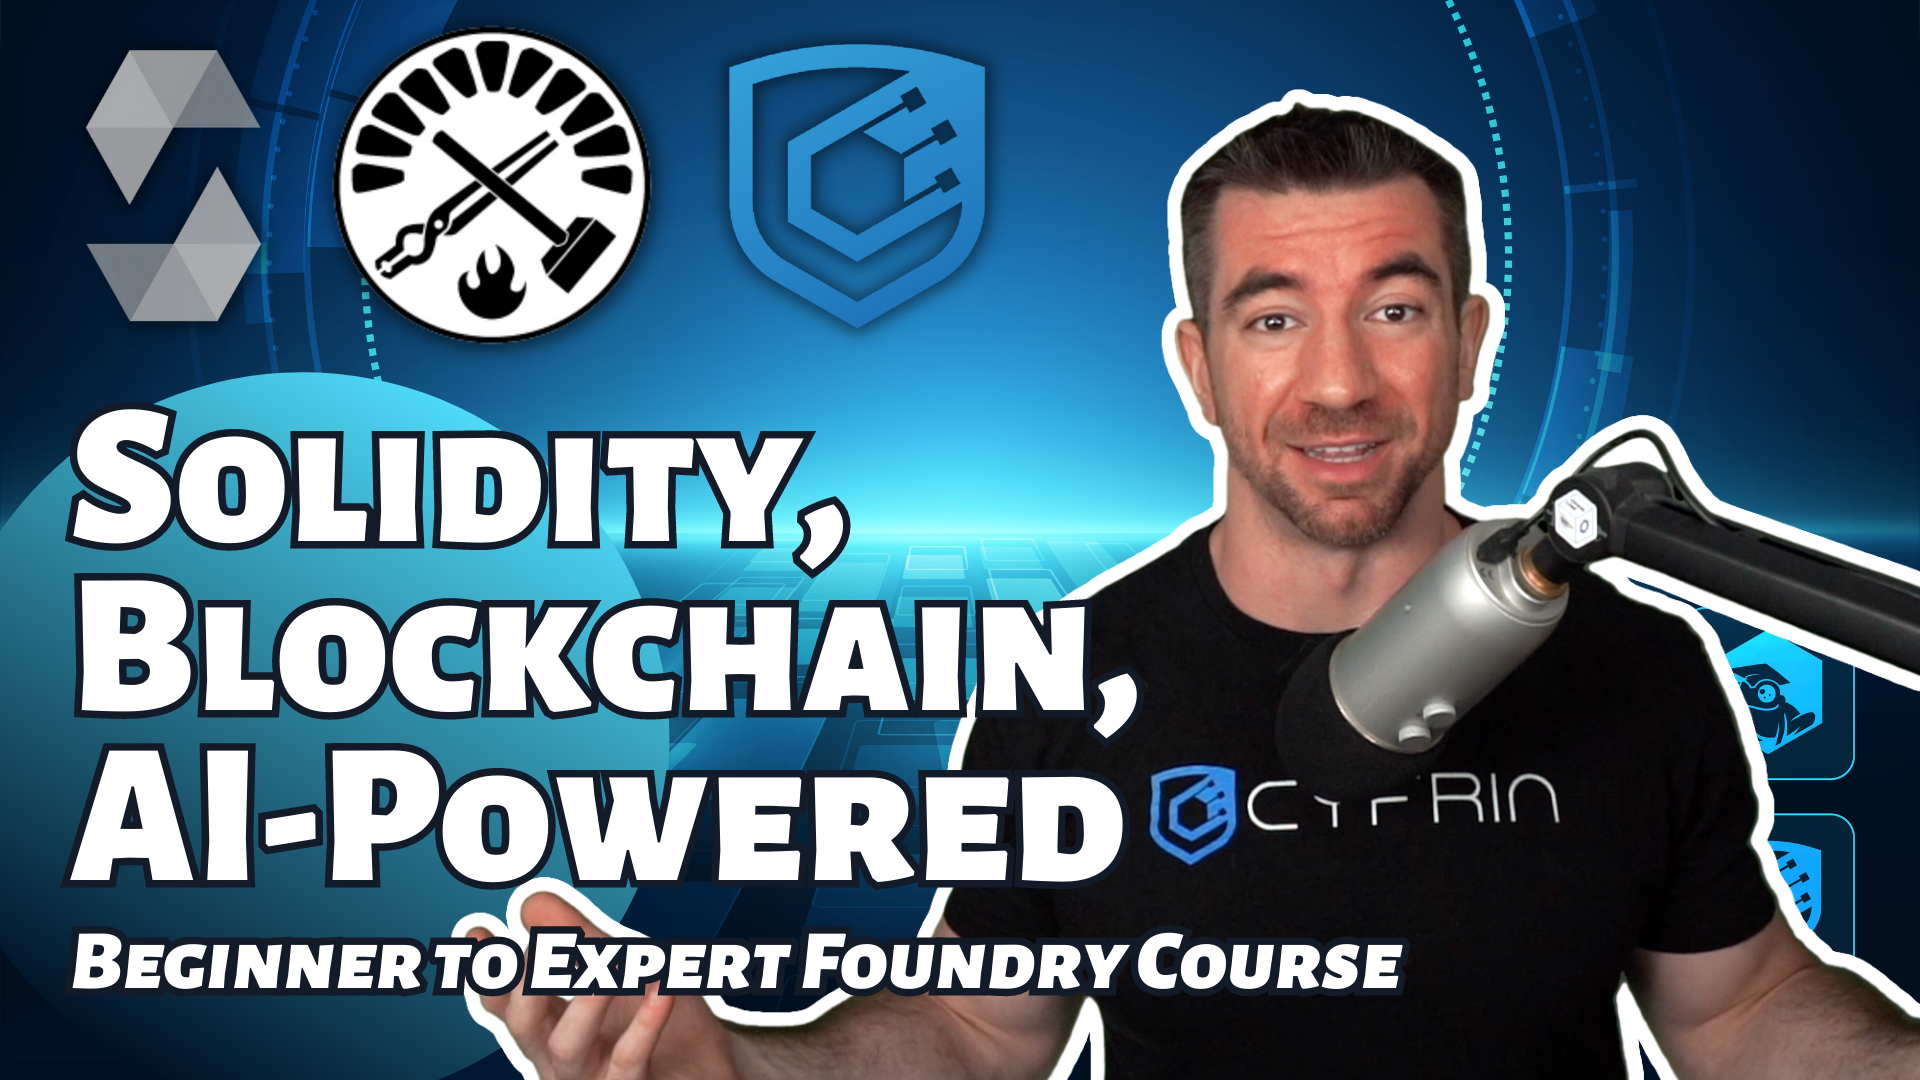 Solidity,
Blockchain,
AI-Powered
CYFRIN
Beginner to Expert Foundry Course